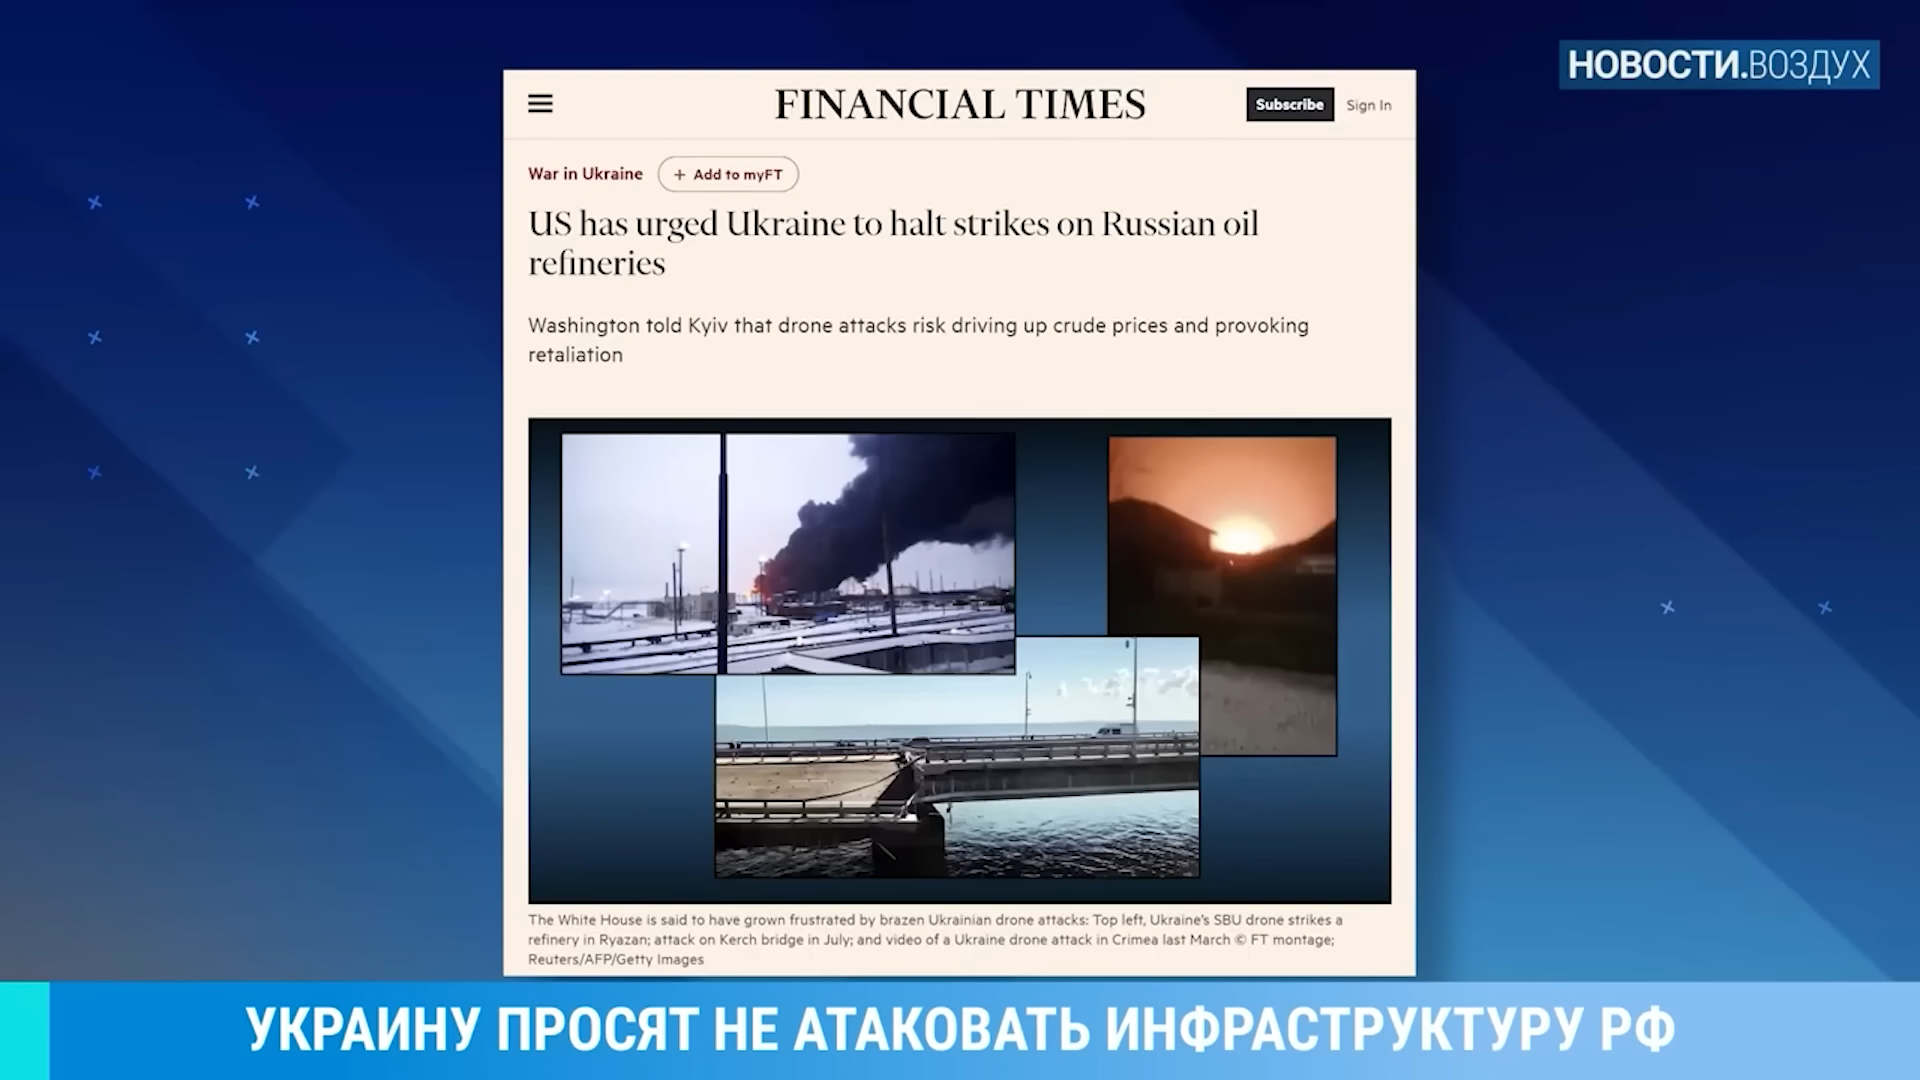 НОВОСТИ.ВОЗДУХ
FINANCIAL TIMES
Subscribe
Sign In
War in Ukraine
+ Add to myFT
US has urged Ukraine to halt strikes on Russian oil
refineries
Washington told Kyiv that drone attacks risk driving up crude prices and provoking
retaliation
The White House is said to have grown frustrated by brazen Ukrainian drone attacks: Top left, Ukraine's SBU drone strikes a
refinery in Ryazan; attack on Kerch bridge in July; and video of a Ukraine drone attack in Crimea last March © FT montage;
Reuters/AFP/Getty Images
УКРАИНУ ПРОСЯТ НЕ АТАКОВАТЬ ИНФРАСТРУКТУРУ РФ